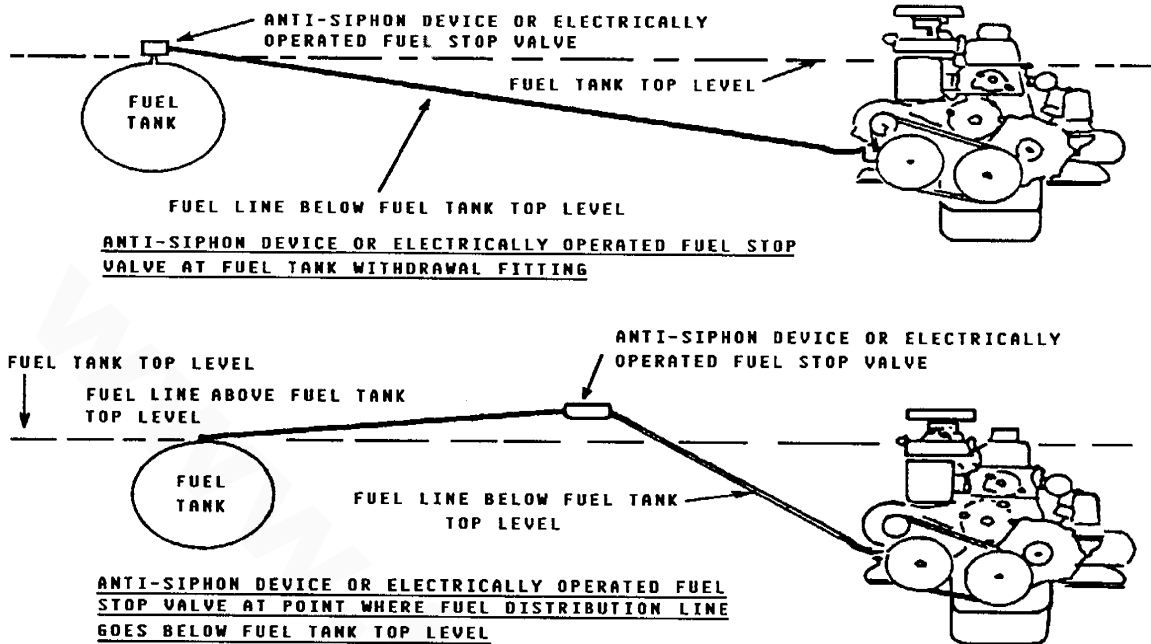 ANTI-SIPHON DEVICE OR ELECTRICALLY
OPERATED FUEL STOP VALVE
FUEL TANK TOP LEVEL
FUEL
TANK
FUEL LINE BELOW FUEL TANK TOP LEVEL
ANTI-SIPHON DEVICE OR ELECTRICALLY OPERATED FUEL STOP
VALVE AT FUEL TANK WITHDRAWAL FITTING
ANTI-SIPHON DEVICE OR ELECTRICALLY
OPERATED FUEL STOP VALVE
FUEL TANK TOP LEVEL
FUEL LINE ABOVE FUEL TANK
TOP LEVEL
FUEL
TANK
FUEL LINE BELOW FUEL TANK
TOP LEVEL
ANTI-SIPHON DEVICE OR ELECTRICALLY OPERATED FUEL
STOP VALVE AT POINT WHERE FUEL DISTRIBUTION LINE
GOES BELOW FUEL TANK TOP LEVEL